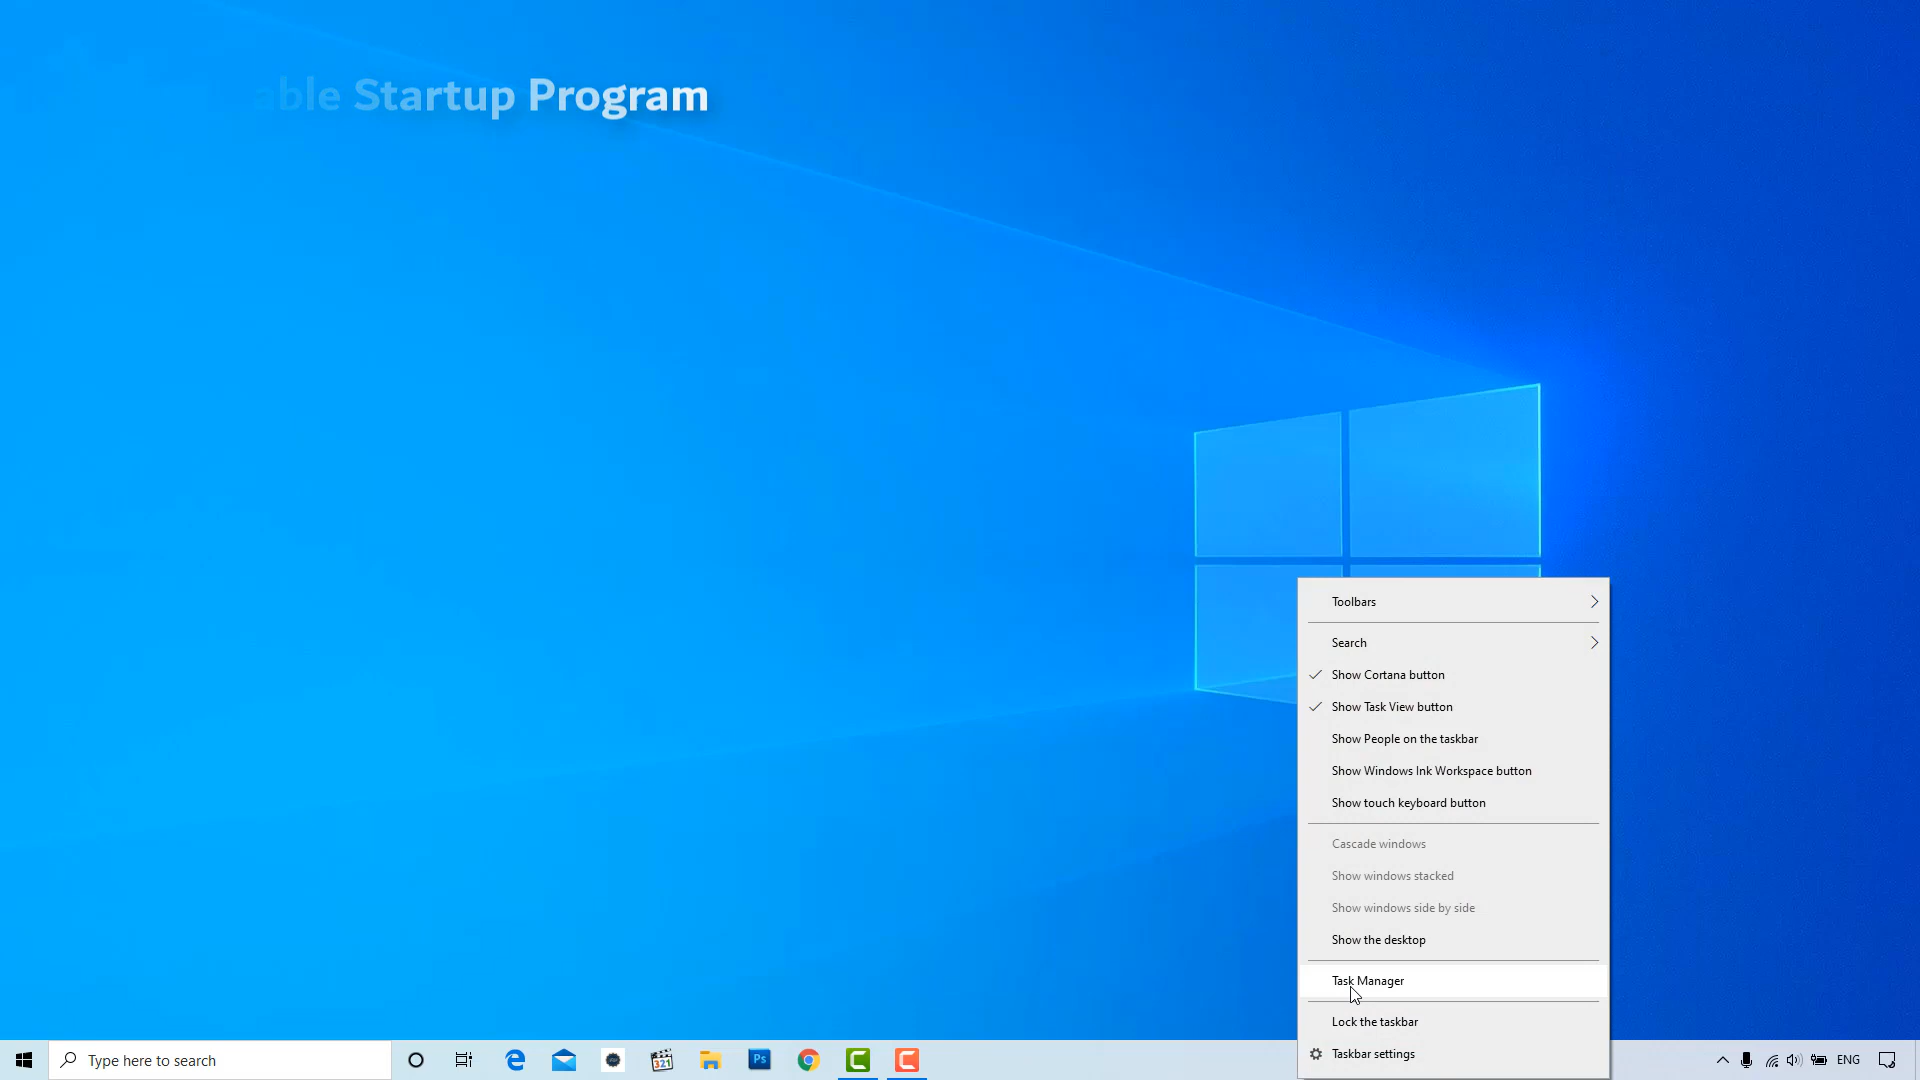 able Startup Program
Toolbars
Search
Show Cortana button
Show Task View button
Show People on the taskbar
Show Windows Ink Workspace button
Show touch keyboard button
Cascade windows
Show windows stacked
Show windows side by side
Show the desktop
Task Manager
Lock the taskbar
Taskbar settings
Type here to search
321
Ps
ENG